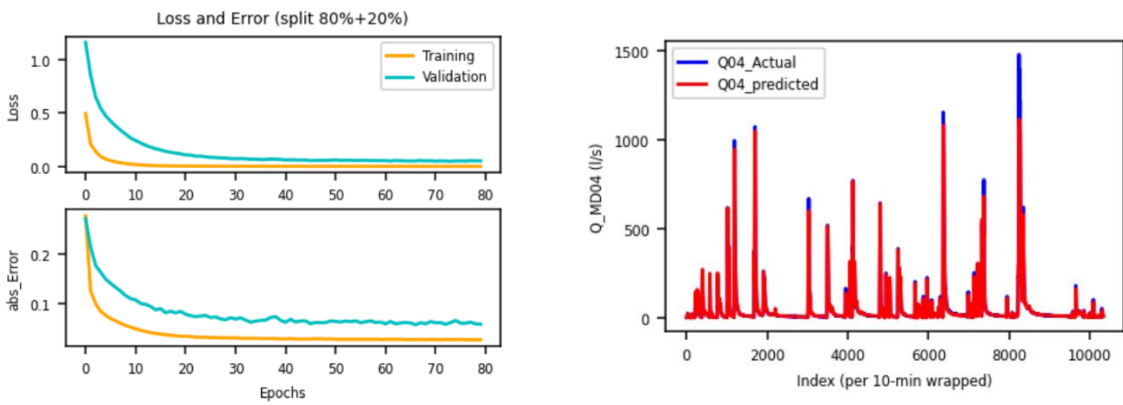 Loss and Error (split 80%+20%)
Loss
1.0
0.5
0.0
Training
Validation
0 10 20 30 40 50 60 70 80
abs_Error
0.2
0.1
0 10 20 30 40 50 60 70 80
Epochs
Q_MD04 (l/s)
1500
1000
500
0
Q04_Actual
Q04_predicted
0 2000 4000 6000 8000 10000
Index (per 10-min wrapped)